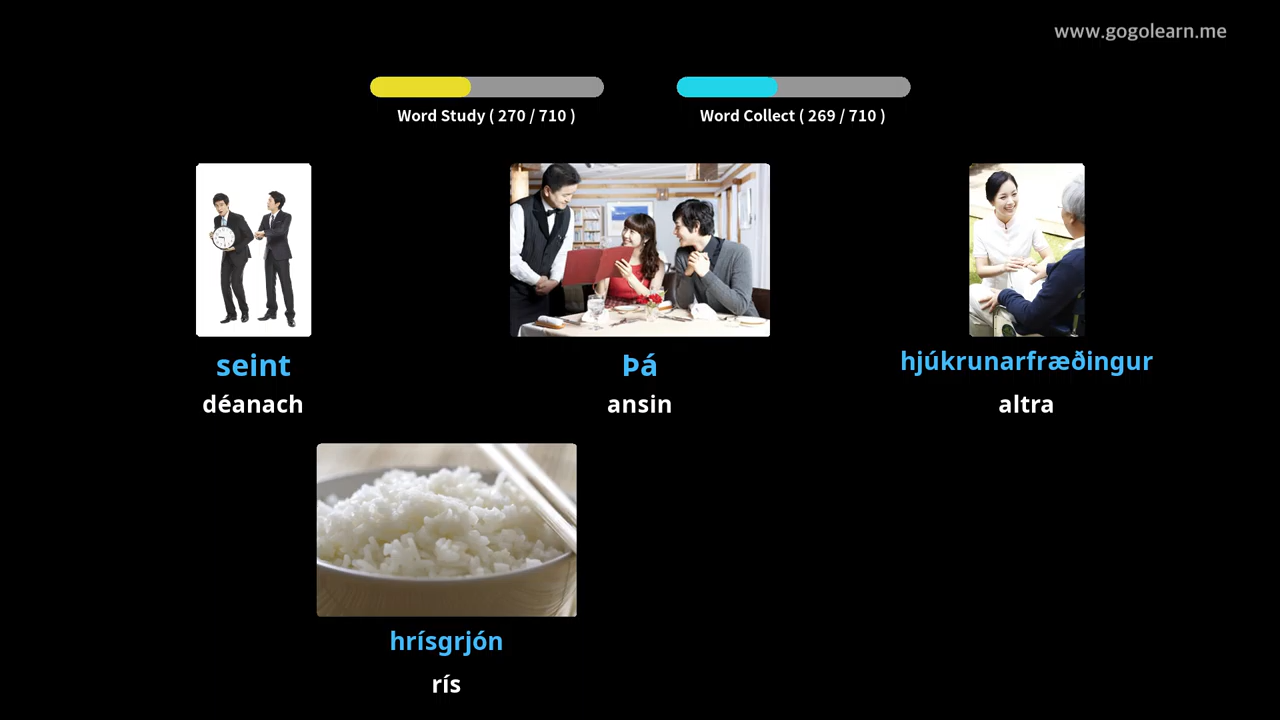 www.gogolearn.me
Word Study ( 270 / 710 )
Word Collect ( 269 / 710 )
seint
Þá
hjúkrunarfræðingur
déanach
ansin
altra
hrísgrjón
rís